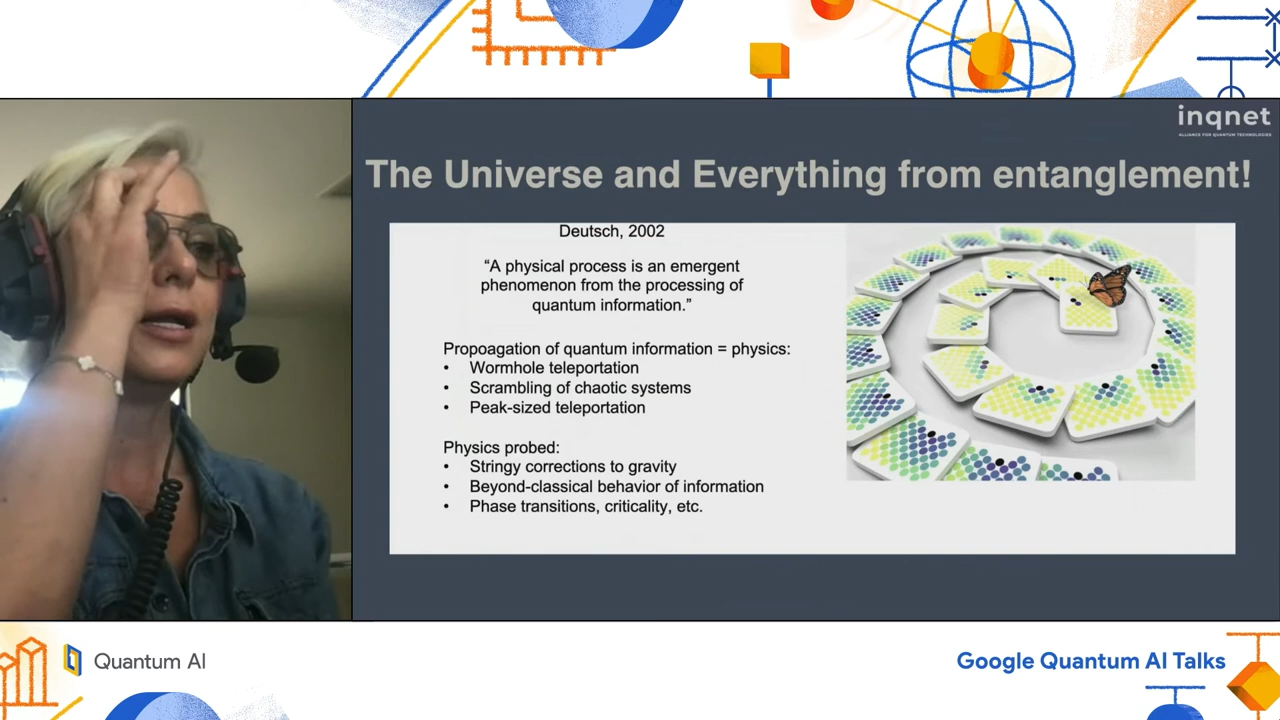 inqnet
ALLIANCE FOR QUANTUM TECHNOLOGIES
The Universe and Everything from entanglement!
Deutsch, 2002
“A physical process is an emergent
phenomenon from the processing of
quantum information.”
Propoagation of quantum information = physics:
• Wormhole teleportation
• Scrambling of chaotic systems
• Peak-sized teleportation
Physics probed:
• Stringy corrections to gravity
• Beyond-classical behavior of information
• Phase transitions, criticality, etc.
Quantum AI
Google Quantum AI Talks